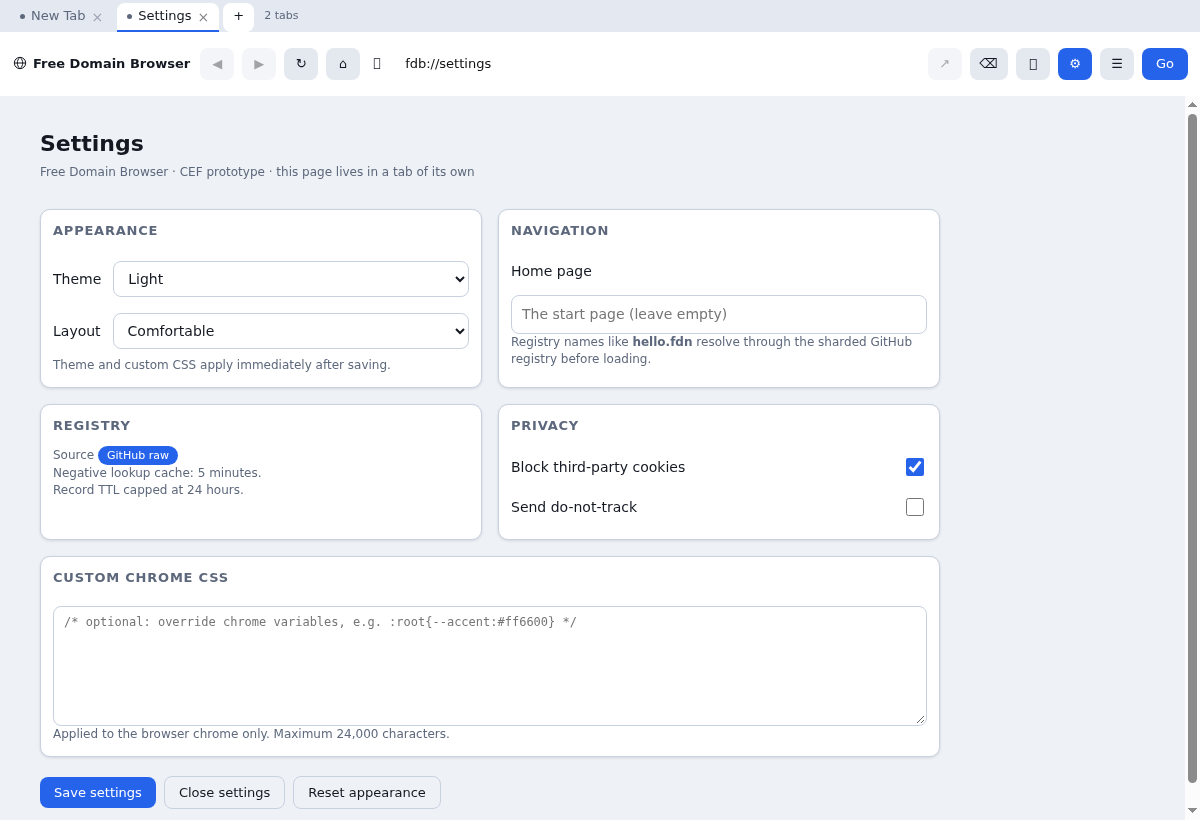 New Tab
Settings
+
2 tabs
Free Domain Browser
fdb://settings
Go
Settings
Free Domain Browser · CEF prototype · this page lives in a tab of its own
APPEARANCE
Theme
Light
Layout
Comfortable
Theme and custom CSS apply immediately after saving.
NAVIGATION
Home page
The start page (leave empty)
Registry names like hello.fdn resolve through the sharded GitHub
registry before loading.
REGISTRY
Source GitHub raw
Negative lookup cache: 5 minutes.
Record TTL capped at 24 hours.
PRIVACY
Block third-party cookies
Send do-not-track
CUSTOM CHROME CSS
/* optional: override chrome variables, e.g. :root{--accent:#ff6600} */
Applied to the browser chrome only. Maximum 24,000 characters.
Save settings
Close settings
Reset appearance